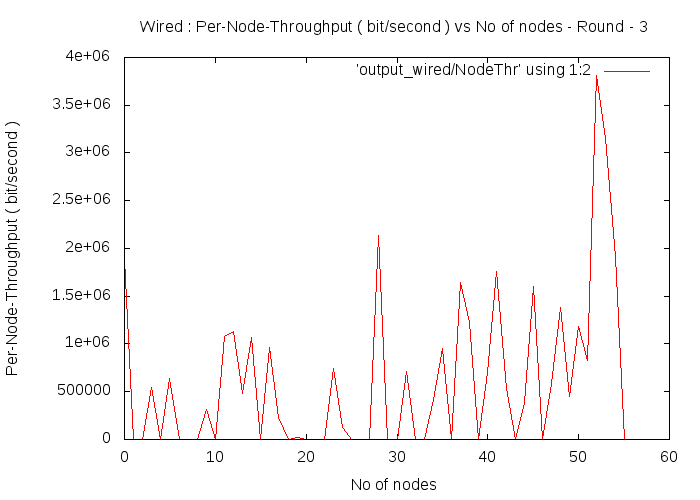 Wired : Per-Node-Throughput ( bit/second ) vs No of nodes - Round - 3
'output_wired/NodeThr' using 1:2
Per-Node-Throughput ( bit/second )
4e+06
3.5e+06
3e+06
2.5e+06
2e+06
1.5e+06
1e+06
500000
0
0 10 20 30 40 50 60
No of nodes